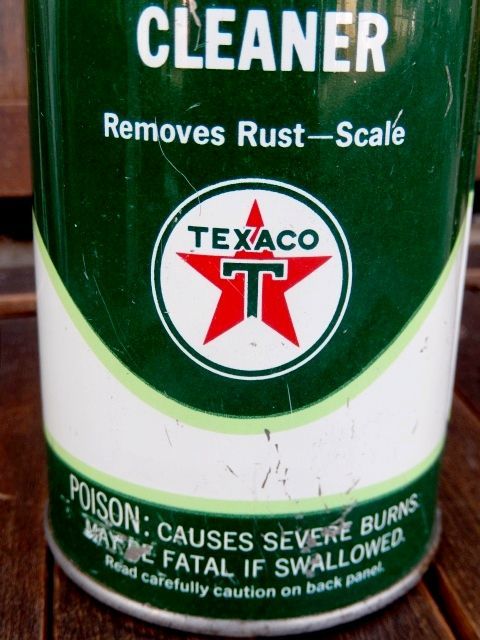 CLEANER
Removes Rust—Scale
TEXACO
T
POISON: CAUSES SEVERE BURNS.
MAY BE FATAL IF SWALLOWED.
Read carefully caution on back panel.